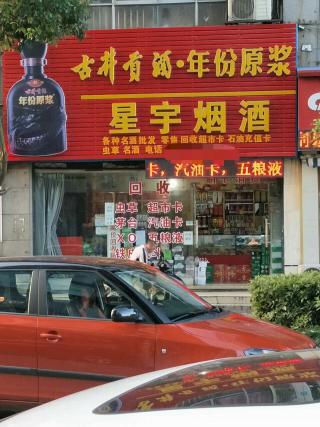 古井贡酒·年份原浆
年份原浆
星宇烟酒
各种名酒批发 零售 回收超市卡 石油充值卡
虫草 名酒 电话
卡，汽油卡，五粮液
回 收
虫草 超市卡
茅台 汽油卡
XO 五粮液